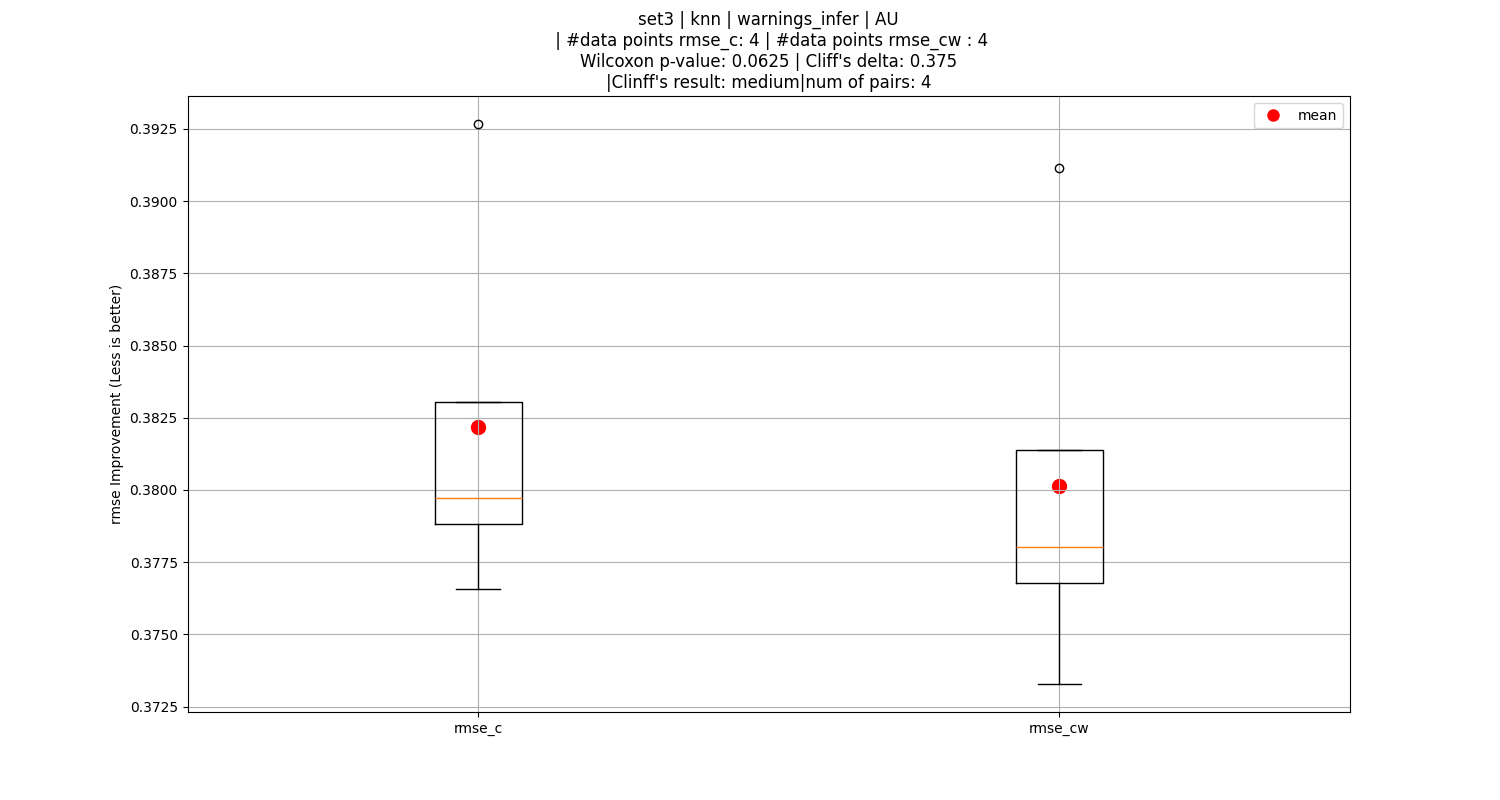 set3 | knn | warnings_infer | AU
| #data points rmse_c: 4 | #data points rmse_cw : 4
Wilcoxon p-value: 0.0625 | Cliff's delta: 0.375
|Clinff's result: medium|num of pairs: 4
mean
0.3925
0.3900
0.3875
0.3850
0.3825
0.3800
0.3775
0.3750
0.3725
rmse Improvement (Less is better)
rmse_c
rmse_cw